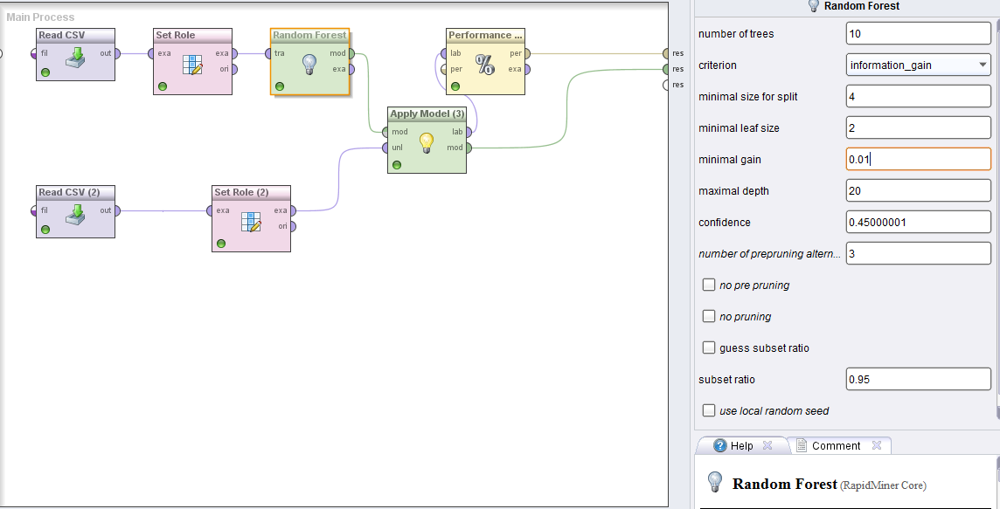 Main Process
Read CSV
fil out
Set Role
exa exa
ori
Random Forest
tra mod
exa
Performance ...
%
lab per
per exa
res
res
res
Apply Model (3)
mod lab
unl mod
Read CSV (2)
fil out
Set Role (2)
exa exa
ori
Random Forest
number of trees 10
criterion information_gain
minimal size for split 4
minimal leaf size 2
minimal gain 0.01
maximal depth 20
confidence 0.45000001
number of prepruning altern... 3
no pre pruning
no pruning
guess subset ratio
subset ratio 0.95
use local random seed
? Help Comment
Random Forest (RapidMiner Core)